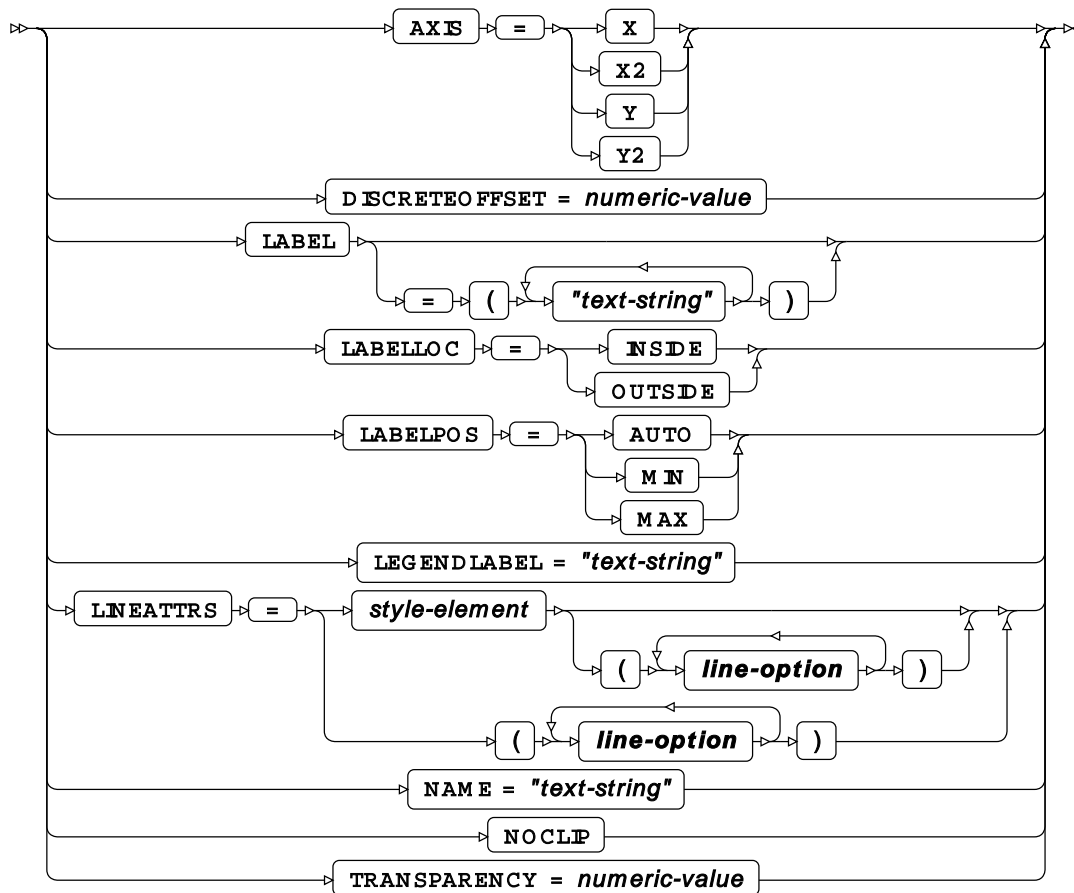 AXIS = X
X2
Y
Y2
DISCRETEOFFSET = numeric-value
LABEL
= ( "text-string" )
LABELLOC = INSIDE
OUTSIDE
LABELPOS = AUTO
MIN
MAX
LEGENDLABEL = "text-string"
LINEATTRS = style-element
( line-option )
( line-option )
NAME = "text-string"
NOCLIP
TRANSPARENCY = numeric-value